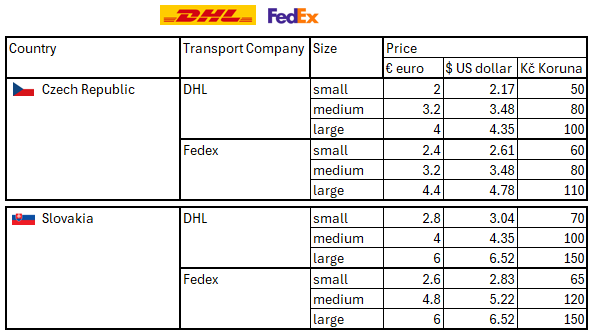 DHL FedEx
Country Transport Company Size Price
€ euro $ US dollar Kč Koruna
Czech Republic DHL small 2 2.17 50
medium 3.2 3.48 80
large 4 4.35 100
Fedex small 2.4 2.61 60
medium 3.2 3.48 80
large 4.4 4.78 110
Slovakia DHL small 2.8 3.04 70
medium 4 4.35 100
large 6 6.52 150
Fedex small 2.6 2.83 65
medium 4.8 5.22 120
large 6 6.52 150